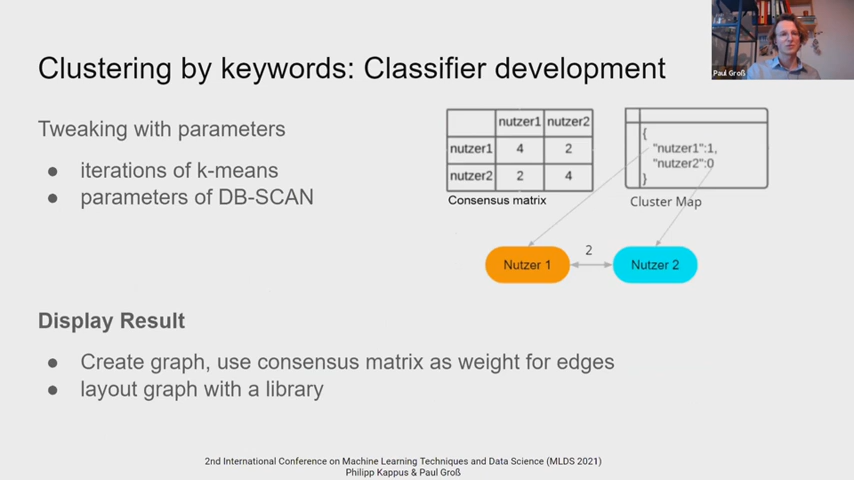 Paul Groß
Clustering by keywords: Classifier development
Tweaking with parameters
● iterations of k-means
● parameters of DB-SCAN
nutzer1 nutzer2
nutzer1 4 2
nutzer2 2 4
Consensus matrix
{
"nutzer1":1,
"nutzer2":0
}
Cluster Map
2
Nutzer 1
Nutzer 2
Display Result
● Create graph, use consensus matrix as weight for edges
● layout graph with a library
2nd International Conference on Machine Learning Techniques and Data Science (MLDS 2021)
Philipp Kappus & Paul Groß